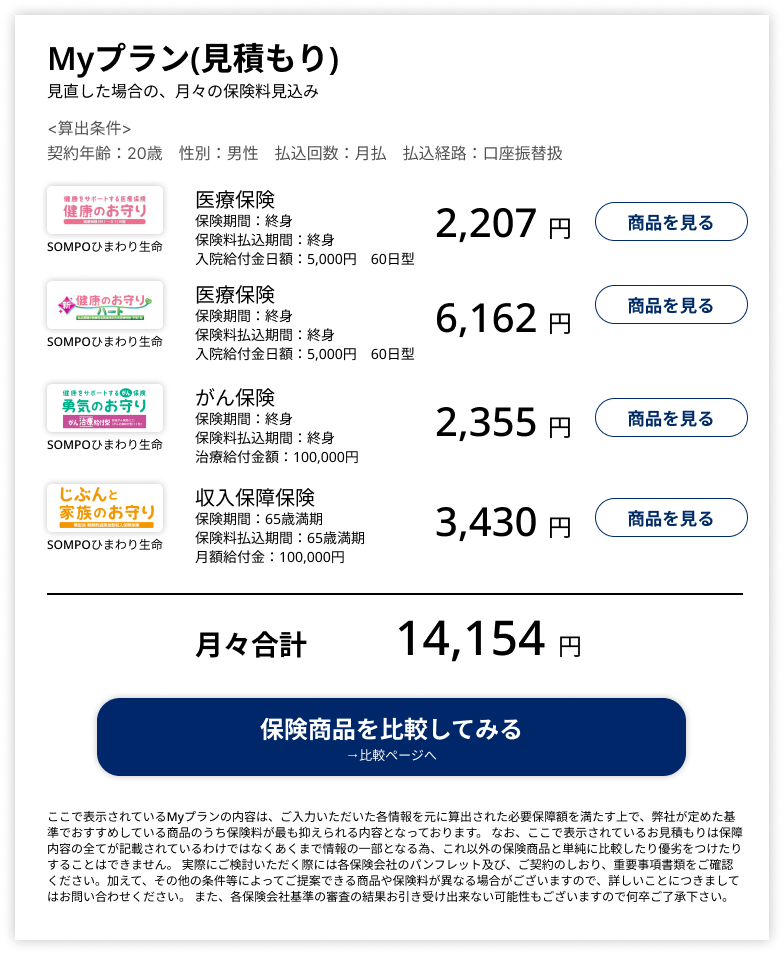 Myプラン(見積もり)
見直した場合の、月々の保険料見込み
<算出条件>
契約年齢：20歳　性別：男性　払込回数：月払　払込経路：口座振替扱
健康をサポートする医療保険
健康のお守り
SOMPOひまわり生命
医療保険
保険期間：終身
保険料払込期間：終身
入院給付金日額：5,000円　60日型
2,207 円
商品を見る
新 健康のお守り
ハート
SOMPOひまわり生命
医療保険
保険期間：終身
保険料払込期間：終身
入院給付金日額：5,000円　60日型
6,162 円
商品を見る
健康をサポートするがん保険
勇気のお守り
がん治療給付型
SOMPOひまわり生命
がん保険
保険期間：終身
保険料払込期間：終身
治療給付金額：100,000円
2,355 円
商品を見る
じぶんと
家族のお守り
SOMPOひまわり生命
収入保障保険
保険期間：65歳満期
保険料払込期間：65歳満期
月額給付金：100,000円
3,430 円
商品を見る
月々合計 14,154 円
保険商品を比較してみる
→比較ページへ
ここで表示されているMyプランの内容は、ご入力いただいた各情報を元に算出された必要保障額を満たす上で、弊社が定めた基
準でおすすめしている商品のうち保険料が最も抑えられる内容となっております。 なお、ここで表示されているお見積もりは保障
内容の全てが記載されているわけではなくあくまで情報の一部となる為、これ以外の保険商品と単純に比較したり優劣をつけたり
することはできません。 実際にご検討いただく際には各保険会社のパンフレット及び、ご契約のしおり、重要事項書類をご確認
ください。加えて、その他の条件等によってご提案できる商品や保険料が異なる場合がございますので、詳しいことにつきまして
はお問い合わせください。 また、各保険会社基準の審査の結果お引き受け出来ない可能性もございますので何卒ご了承下さい。